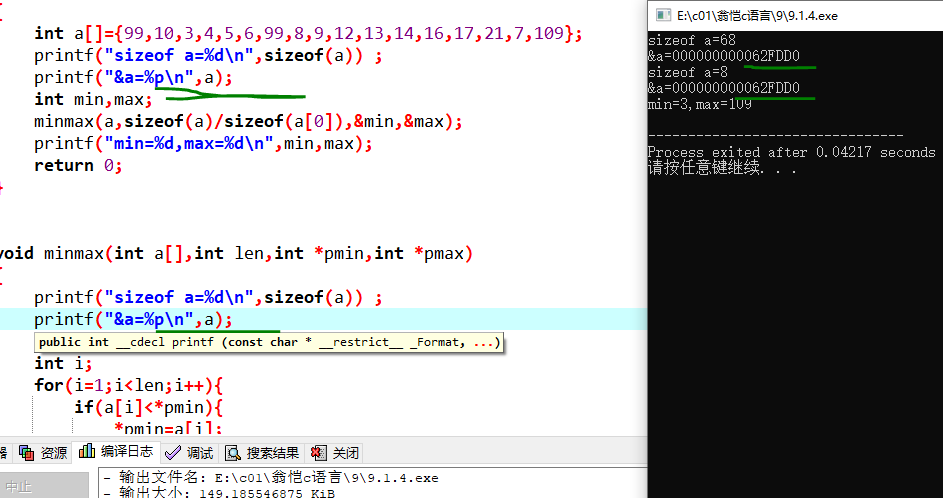 int a[]={99,10,3,4,5,6,99,8,9,12,13,14,16,17,21,7,109};
printf("sizeof a=%d\n",sizeof(a)) ;
printf("&a=%p\n",a);
int min,max;
minmax(a,sizeof(a)/sizeof(a[0]),&min,&max);
printf("min=%d,max=%d\n",min,max);
return 0;
}
void minmax(int a[],int len,int *pmin,int *pmax)
printf("sizeof a=%d\n",sizeof(a)) ;
printf("&a=%p\n",a);
public int __cdecl printf (const char * __restrict__ _Format, ...)
int i;
for(i=1;i<len;i++){
if(a[i]<*pmin){
*pmin=a[i];
器 资源 编译日志 调试 搜索结果 关闭
中止
- 输出文件名: E:\c01\翁恺c语言\9\9.1.4.exe
- 输出大小: 149.185546875 KiB
E:\c01\翁恺c语言\9\9.1.4.exe
sizeof a=68
&a=000000000062FDD0
sizeof a=8
&a=000000000062FDD0
min=3,max=109
--------------------------------
Process exited after 0.04217 seconds
请按任意键继续. . .